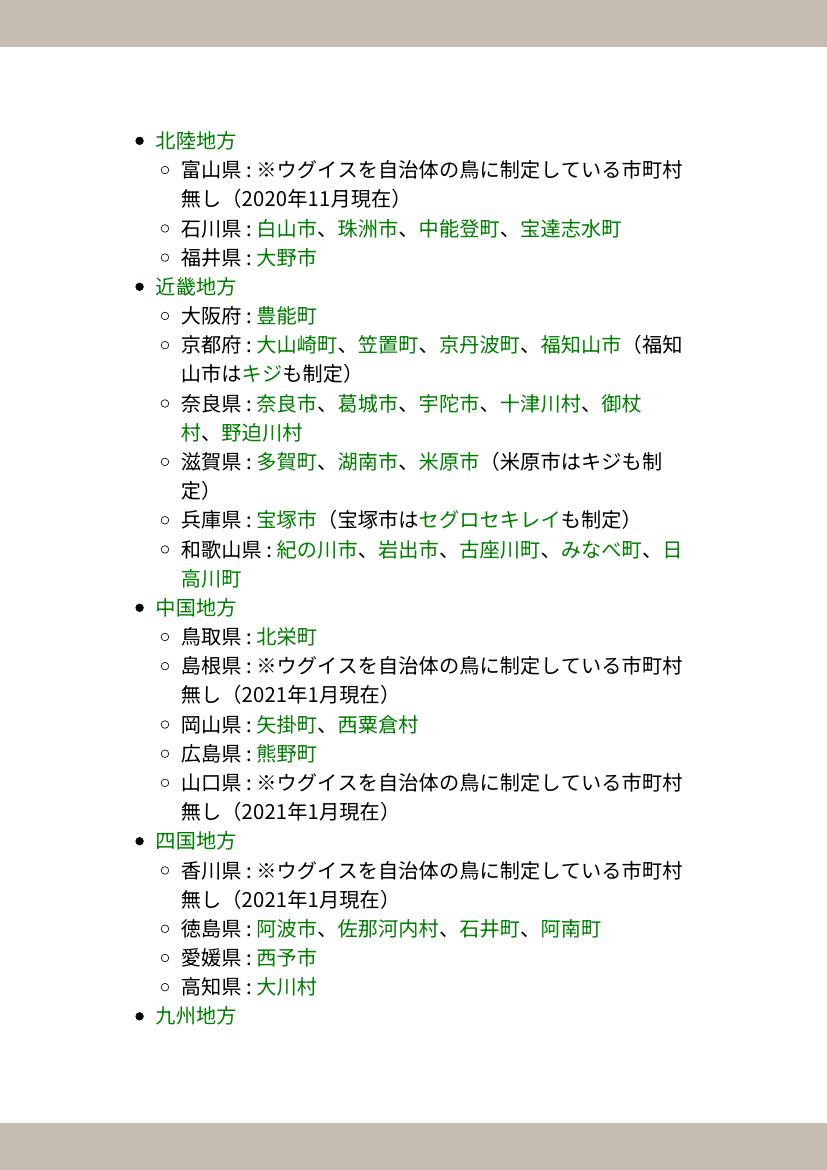 北陸地方
富山県 : ※ウグイスを自治体の鳥に制定している市町村
無し（2020年11月現在）
石川県 : 白山市、珠洲市、中能登町、宝達志水町
福井県 : 大野市
近畿地方
大阪府 : 豊能町
京都府 : 大山崎町、笠置町、京丹波町、福知山市（福知
山市はキジも制定）
奈良県 : 奈良市、葛城市、宇陀市、十津川村、御杖
村、野迫川村
滋賀県 : 多賀町、湖南市、米原市（米原市はキジも制
定）
兵庫県 : 宝塚市（宝塚市はセグロセキレイも制定）
和歌山県 : 紀の川市、岩出市、古座川町、みなべ町、日
高川町
中国地方
鳥取県 : 北栄町
島根県 : ※ウグイスを自治体の鳥に制定している市町村
無し（2021年1月現在）
岡山県 : 矢掛町、西粟倉村
広島県 : 熊野町
山口県 : ※ウグイスを自治体の鳥に制定している市町村
無し（2021年1月現在）
四国地方
香川県 : ※ウグイスを自治体の鳥に制定している市町村
無し（2021年1月現在）
徳島県 : 阿波市、佐那河内村、石井町、阿南町
愛媛県 : 西予市
高知県 : 大川村
九州地方